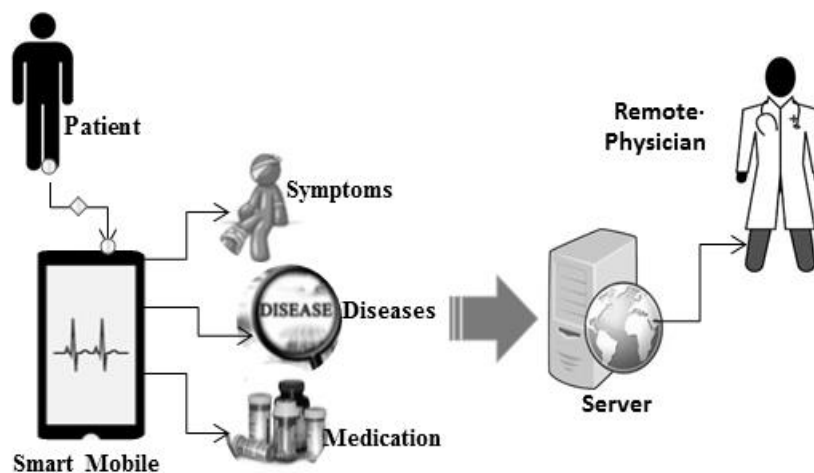 Patient
Remote-
Physician
Symptoms
DISEASE
Diseases
Server
Medication
Smart Mobile